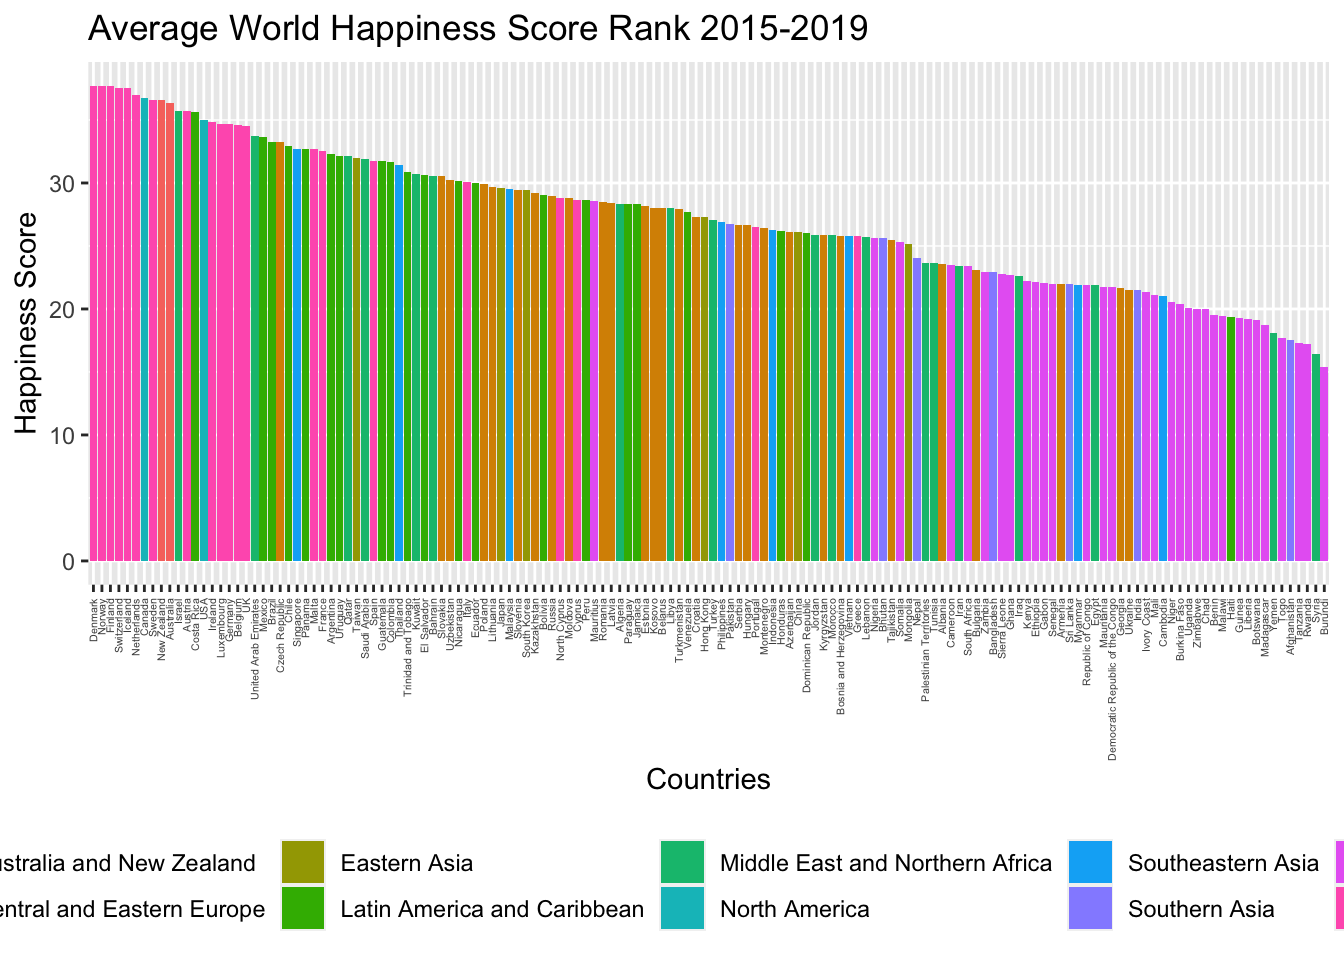 Average World Happiness Score Rank 2015-2019
Happiness Score
30
20
10
0
Denmark
Norway
Finland
Switzerland
Iceland
Netherlands
Canada
Sweden
New Zealand
Australia
Israel
Austria
Costa Rica
USA
Ireland
Luxembourg
Germany
Belgium
UK
United Arab Emirates
Mexico
Brazil
Czech Republic
Chile
Singapore
Panama
Malta
France
Argentina
Uruguay
Qatar
Taiwan
Saudi Arabia
Spain
Guatemala
Colombia
Thailand
Trinidad and Tobago
Kuwait
El Salvador
Bahrain
Slovakia
Uzbekistan
Nicaragua
Italy
Ecuador
Poland
Lithuania
Japan
Malaysia
Slovenia
South Korea
Kazakhstan
Bolivia
Russia
North Cyprus
Moldova
Cyprus
Peru
Mauritius
Romania
Latvia
Algeria
Paraguay
Jamaica
Estonia
Kosovo
Belarus
Libya
Turkmenistan
Venezuela
Croatia
Hong Kong
Turkey
Philippines
Pakistan
Serbia
Hungary
Portugal
Montenegro
Indonesia
Honduras
Azerbaijan
China
Dominican Republic
Jordan
Kyrgyzstan
Morocco
Bosnia and Herzegovina
Vietnam
Greece
Lebanon
Nigeria
Bhutan
Tajikistan
Somalia
Mongolia
Nepal
Palestinian Territories
Tunisia
Albania
Cameroon
Iran
South Africa
Bulgaria
Zambia
Bangladesh
Sierra Leone
Ghana
Iraq
Kenya
Ethiopia
Gabon
Senegal
Armenia
Sri Lanka
Myanmar
Republic of Congo
Egypt
Mauritania
Democratic Republic of the Congo
Georgia
Ukraine
India
Ivory Coast
Mali
Cambodia
Niger
Burkina Faso
Uganda
Zimbabwe
Chad
Benin
Malawi
Haiti
Guinea
Liberia
Botswana
Madagascar
Yemen
Togo
Afghanistan
Tanzania
Rwanda
Syria
Burundi
Countries
ustralia and New Zealand
Eastern Asia
Middle East and Northern Africa
Southeastern Asia
entral and Eastern Europe
Latin America and Caribbean
North America
Southern Asia